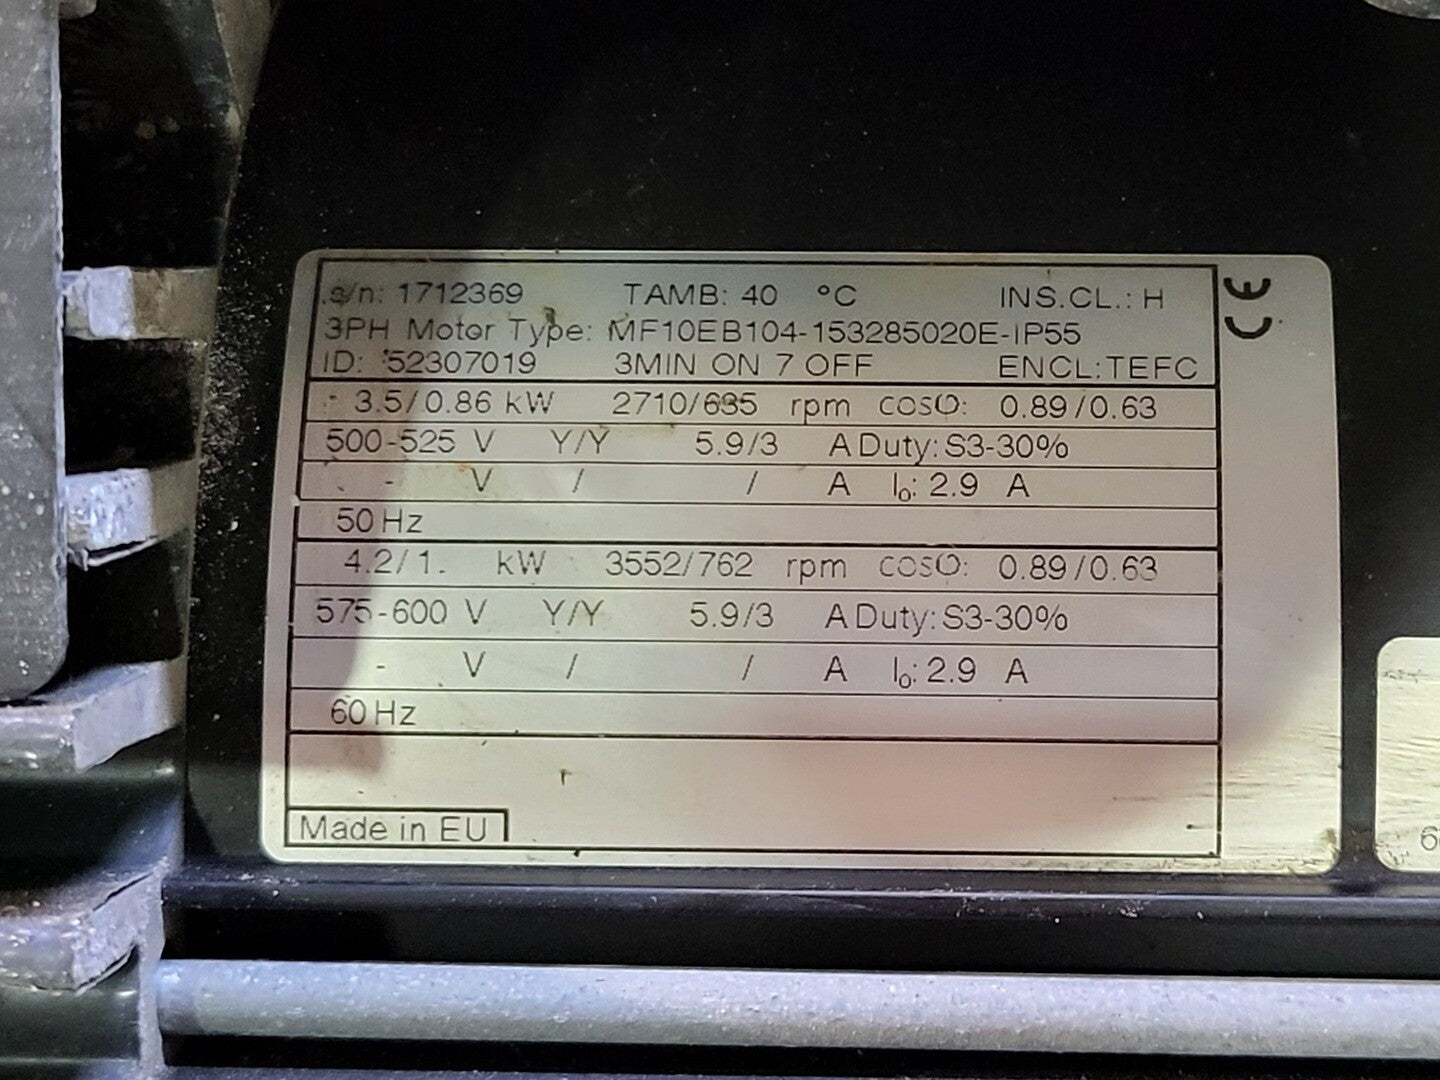 s/n: 1712369 TAMB: 40 °C INS.CL.: H
3PH Motor Type: MF10EB104-153285020E-IP55
ID: 52307019 3MIN ON 7 OFF ENCL:TEFC
3.5/0.86 kW 2710/635 rpm cosφ: 0.89/0.63
500-525 V Y/Y 5.9/3 A Duty: S3-30%
- V / / A I₀: 2.9 A
50 Hz
4.2/1. kW 3552/762 rpm cosφ: 0.89/0.63
575-600 V Y/Y 5.9/3 A Duty: S3-30%
- V / / A I₀: 2.9 A
60 Hz
Made in EU
CE